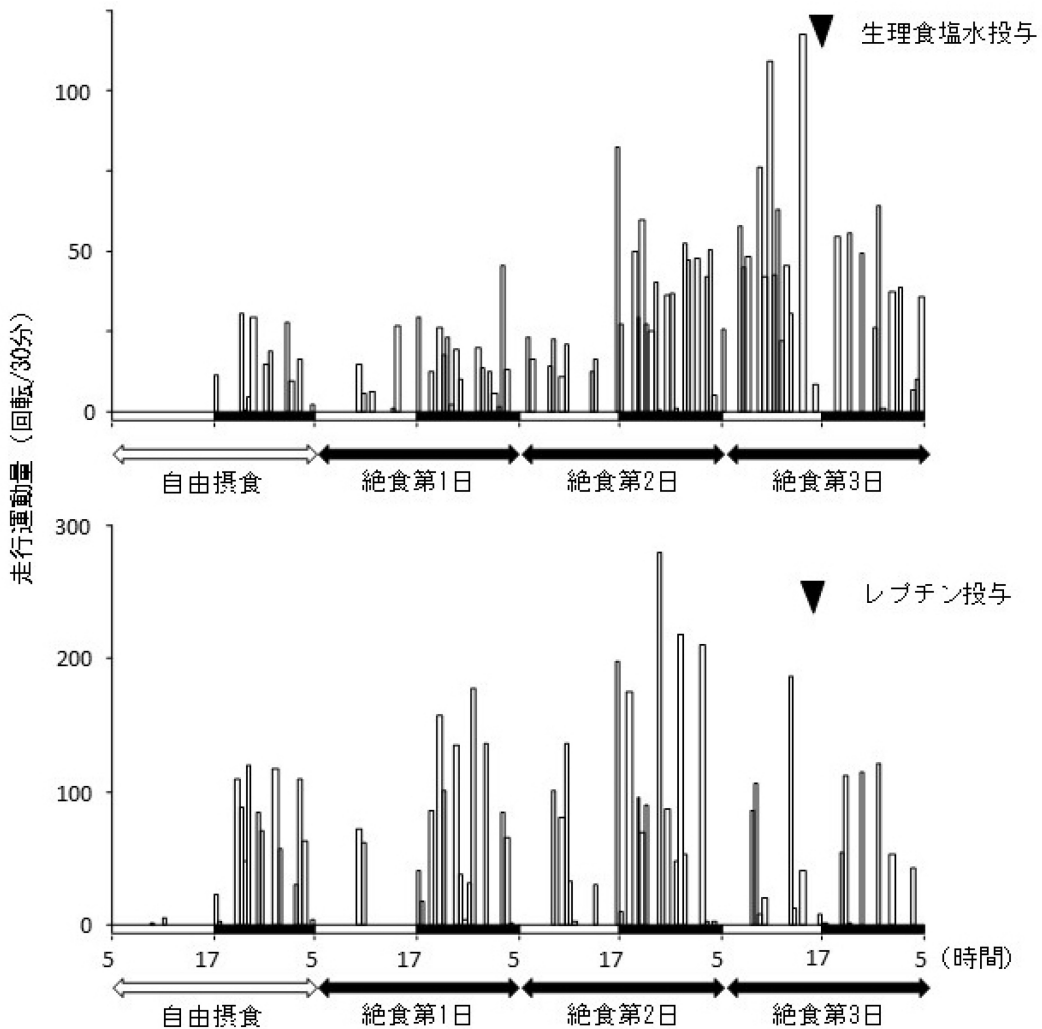 走行運動量（回転/30分）
生理食塩水投与
100
50
0
自由摂食
絶食第1日
絶食第2日
絶食第3日
300
レプチン投与
200
100
0
5
17
5
17
5
17
5
17
5
（時間）
自由摂食
絶食第1日
絶食第2日
絶食第3日